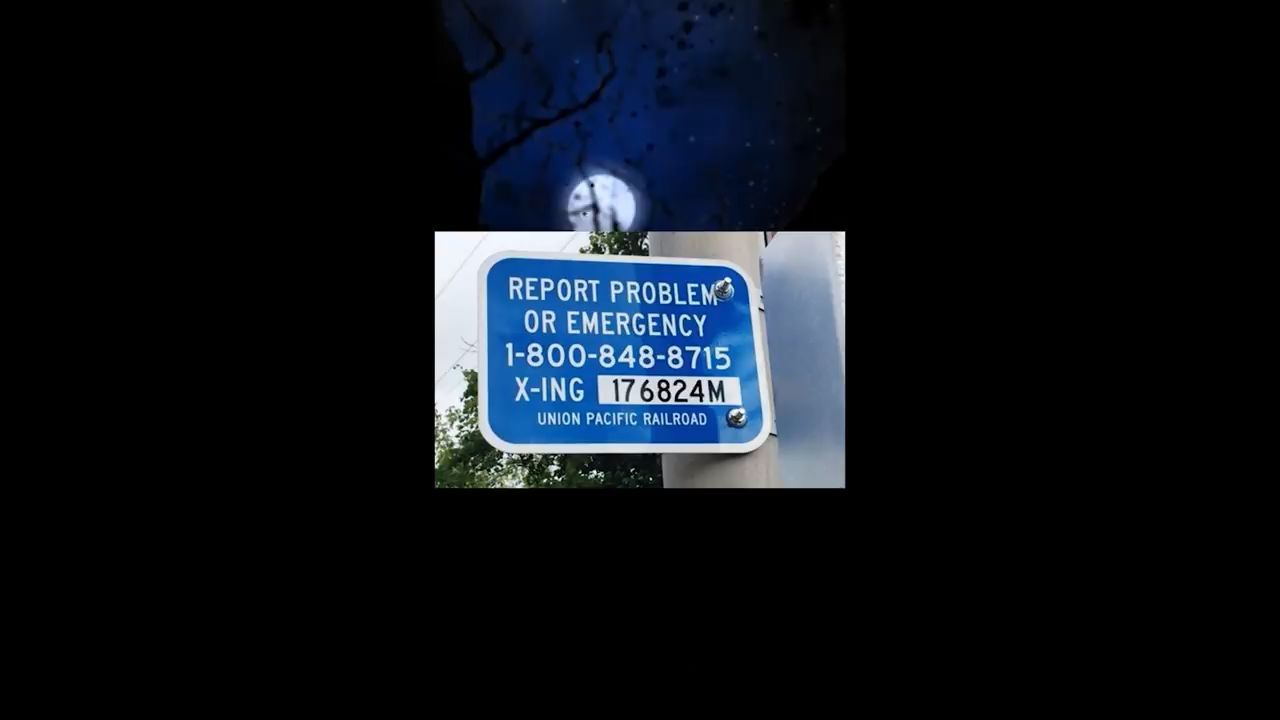 REPORT PROBLEM
OR EMERGENCY
1-800-848-8715
X-ING 176824M
UNION PACIFIC RAILROAD